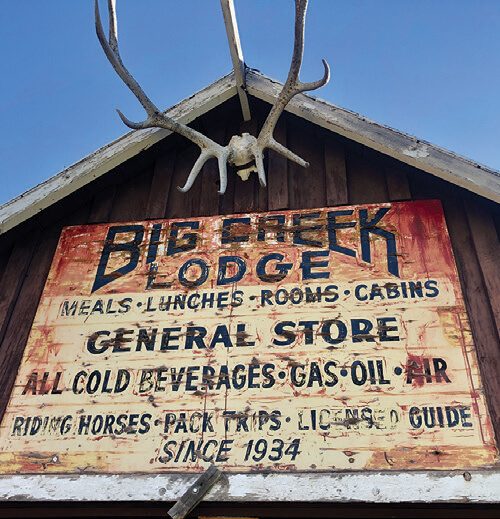 BIG CREEK
LODGE
MEALS · LUNCHES · ROOMS · CABINS
GENERAL STORE
ALL COLD BEVERAGES · GAS · OIL · AIR
RIDING HORSES · PACK TRIPS · LICENSED GUIDE
SINCE 1934